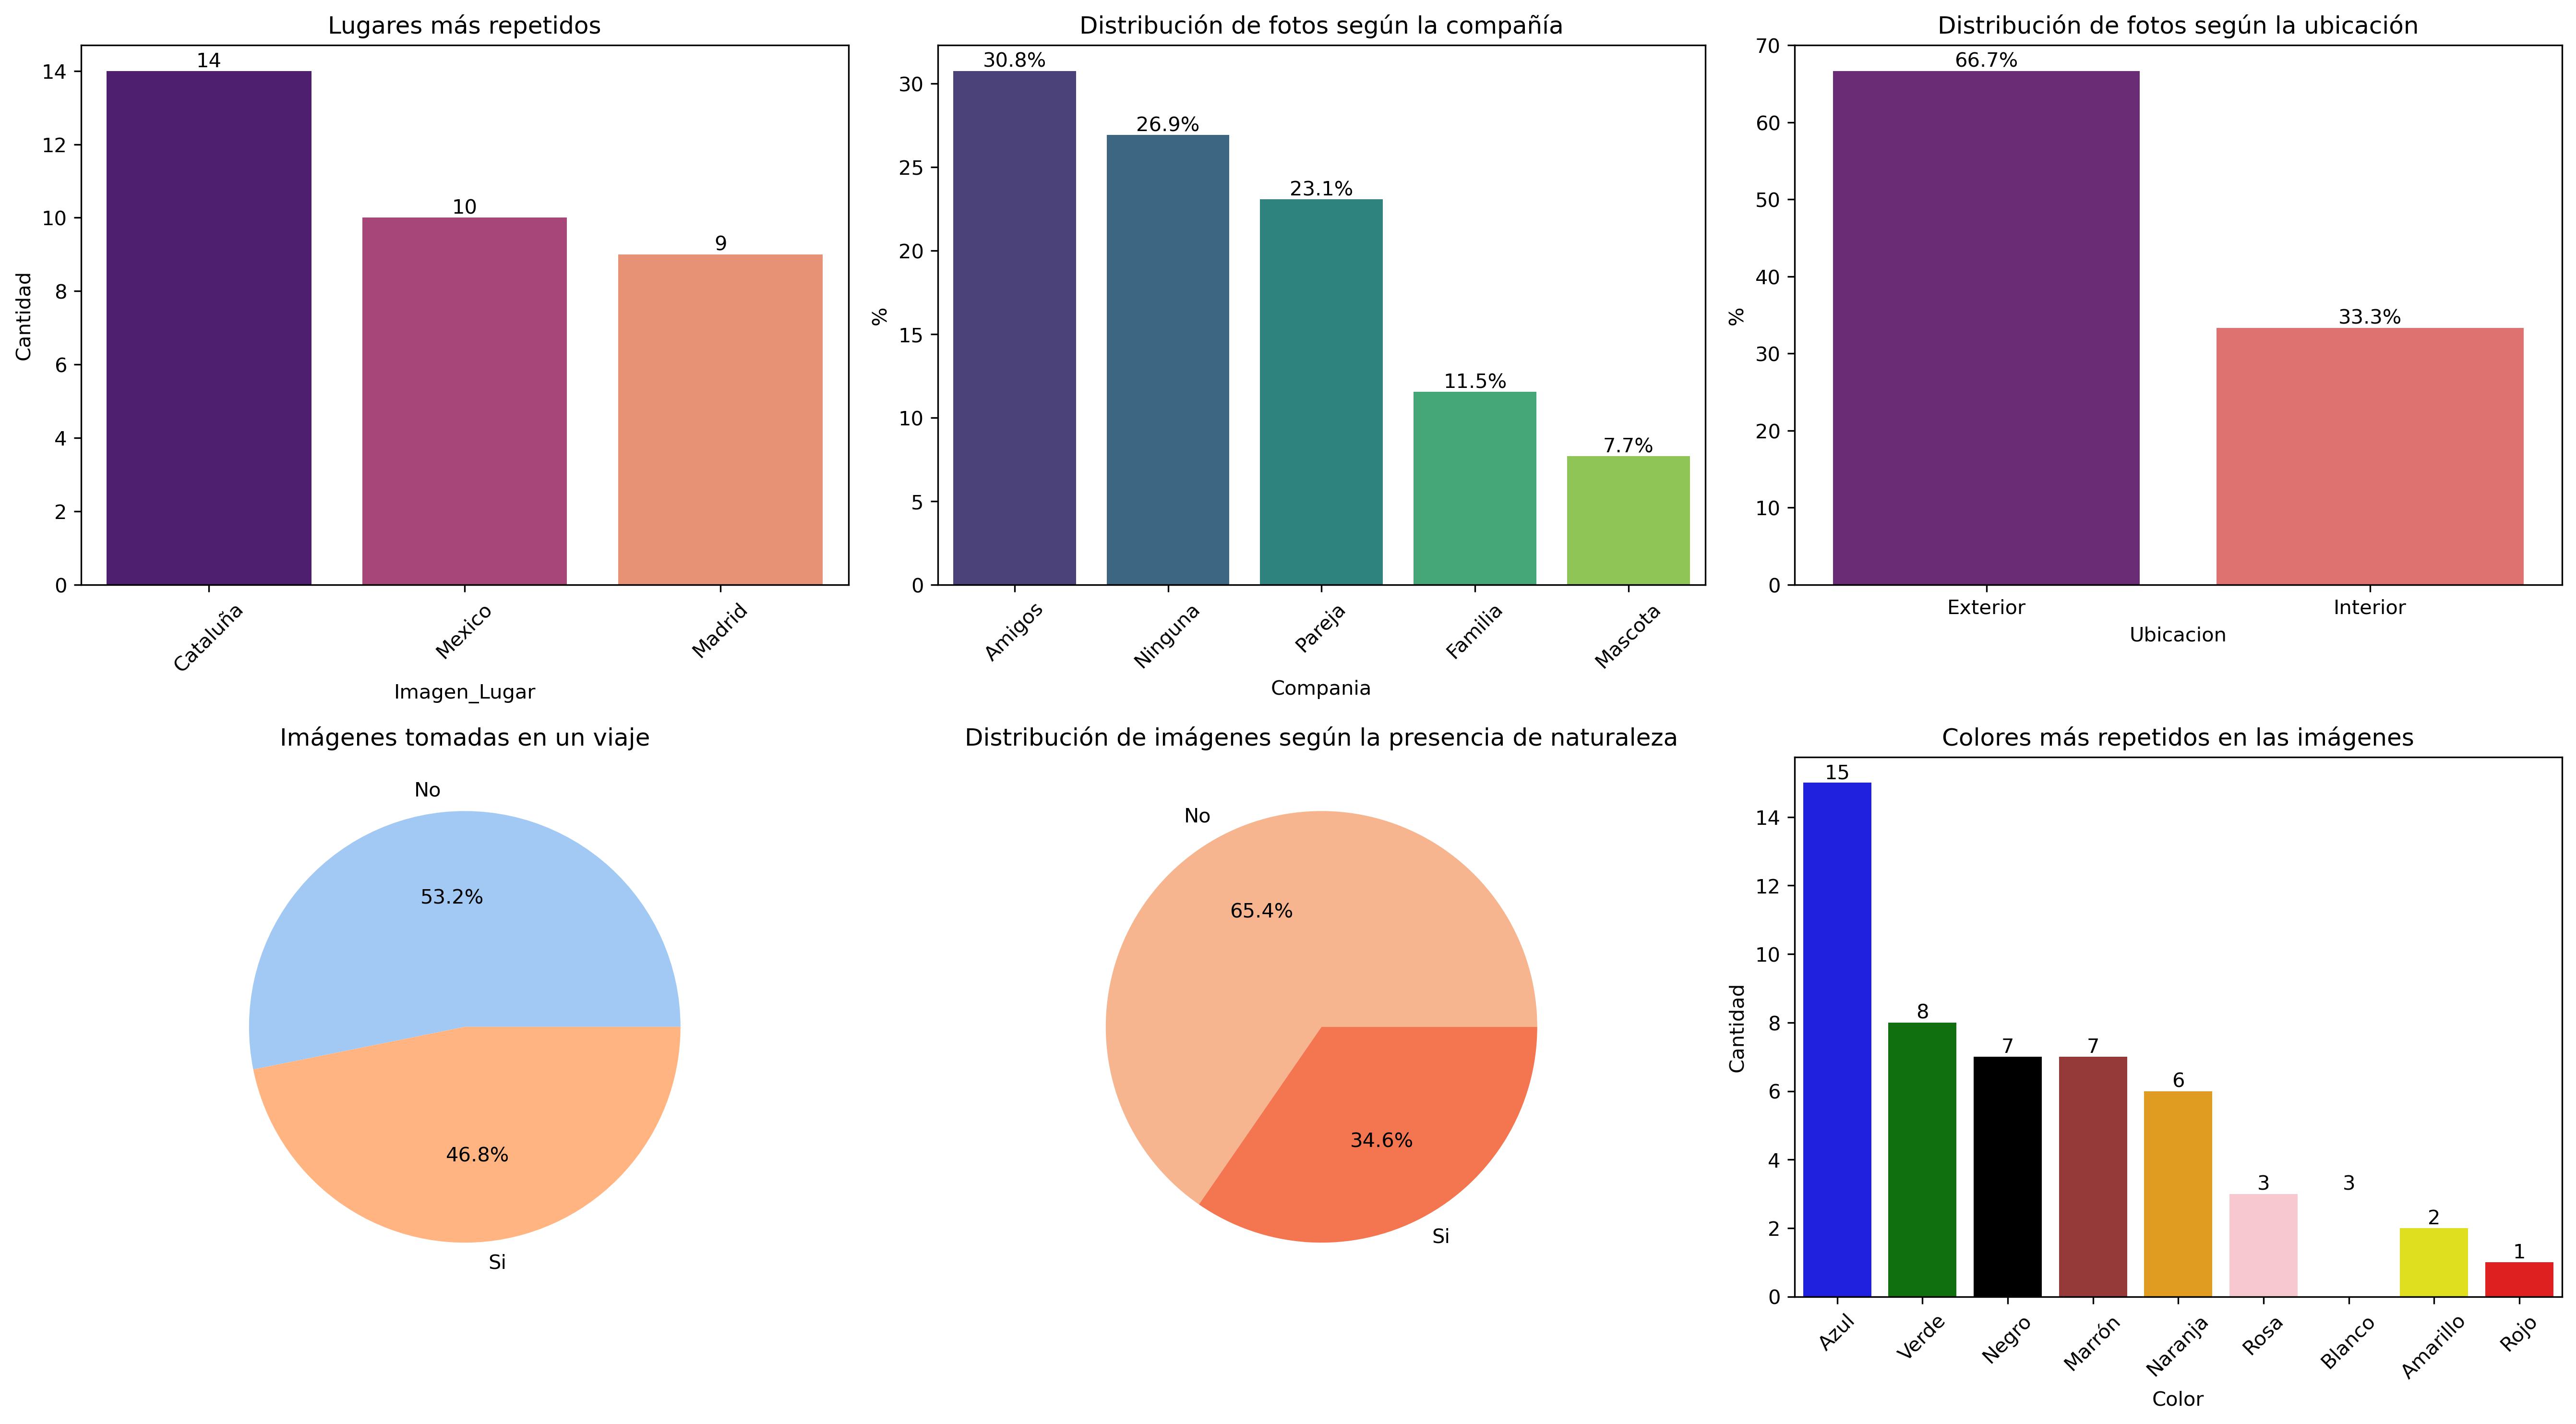 Lugares más repetidos
14
12
10
8
6
4
2
0
Cantidad
14
10
9
Cataluña
Mexico
Madrid
Imagen_Lugar
Distribución de fotos según la compañía
30
25
20
15
10
5
0
%
30.8%
26.9%
23.1%
11.5%
7.7%
Amigos
Ninguna
Pareja
Familia
Mascota
Compania
Distribución de fotos según la ubicación
70
60
50
40
30
20
10
0
%
66.7%
33.3%
Exterior
Interior
Ubicacion
Imágenes tomadas en un viaje
No
53.2%
46.8%
Si
Distribución de imágenes según la presencia de naturaleza
No
65.4%
34.6%
Si
Colores más repetidos en las imágenes
14
12
10
8
6
4
2
0
Cantidad
15
8
7
7
6
3
3
2
1
Azul
Verde
Negro
Marrón
Naranja
Rosa
Blanco
Amarillo
Rojo
Color